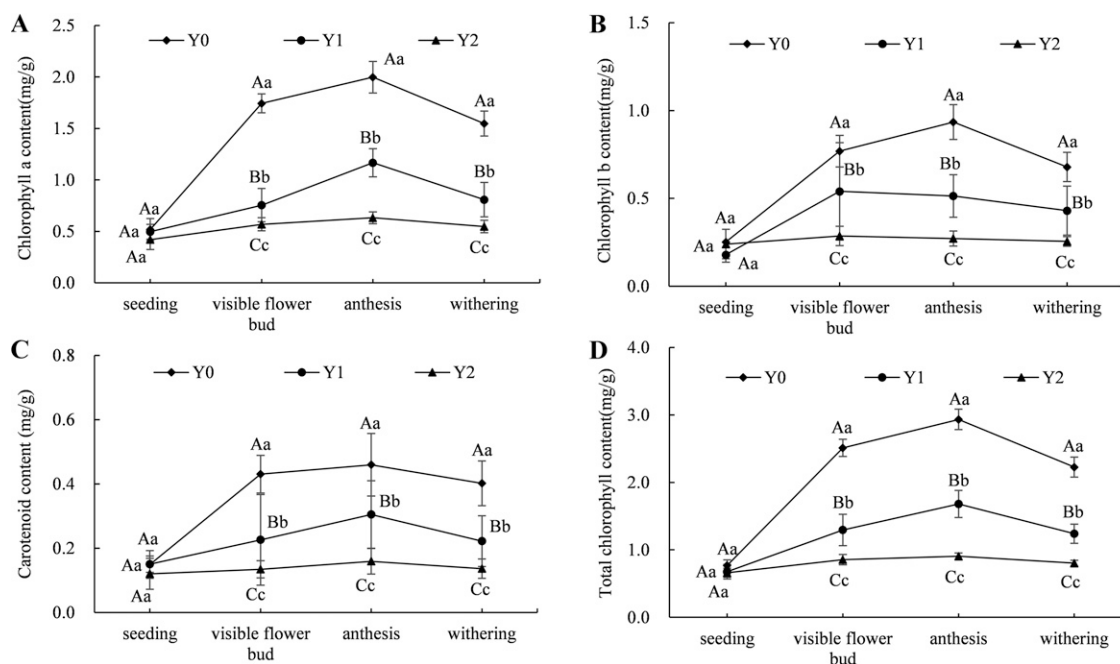 A
Chlorophyll a content(mg/g)
2.5
2.0
1.5
1.0
0.5
0.0
Y0 Y1 Y2
Aa
Aa
Aa
Aa
Bb
Bb
Bb
Aa
Aa
Cc
Cc
Cc
seeding visible flower anthesis withering
bud
B
Chlorophyll b content(mg/g)
1.5
1.0
0.5
0.0
Y0 Y1 Y2
Aa
Aa
Aa
Aa
Bb
Bb
Bb
Aa
Aa
Cc
Cc
Cc
seeding visible flower anthesis withering
bud
C
Carotenoid content (mg/g)
0.8
0.6
0.4
0.2
0.0
Y0 Y1 Y2
Aa
Aa
Aa
Aa
Bb
Bb
Bb
Aa
Aa
Cc
Cc
Cc
seeding visible flower anthesis withering
bud
D
Total chlorophyll content(mg/g)
4.0
3.0
2.0
1.0
0.0
Y0 Y1 Y2
Aa
Aa
Aa
Aa
Bb
Bb
Bb
Aa
Aa
Cc
Cc
Cc
seeding visible flower anthesis withering
bud